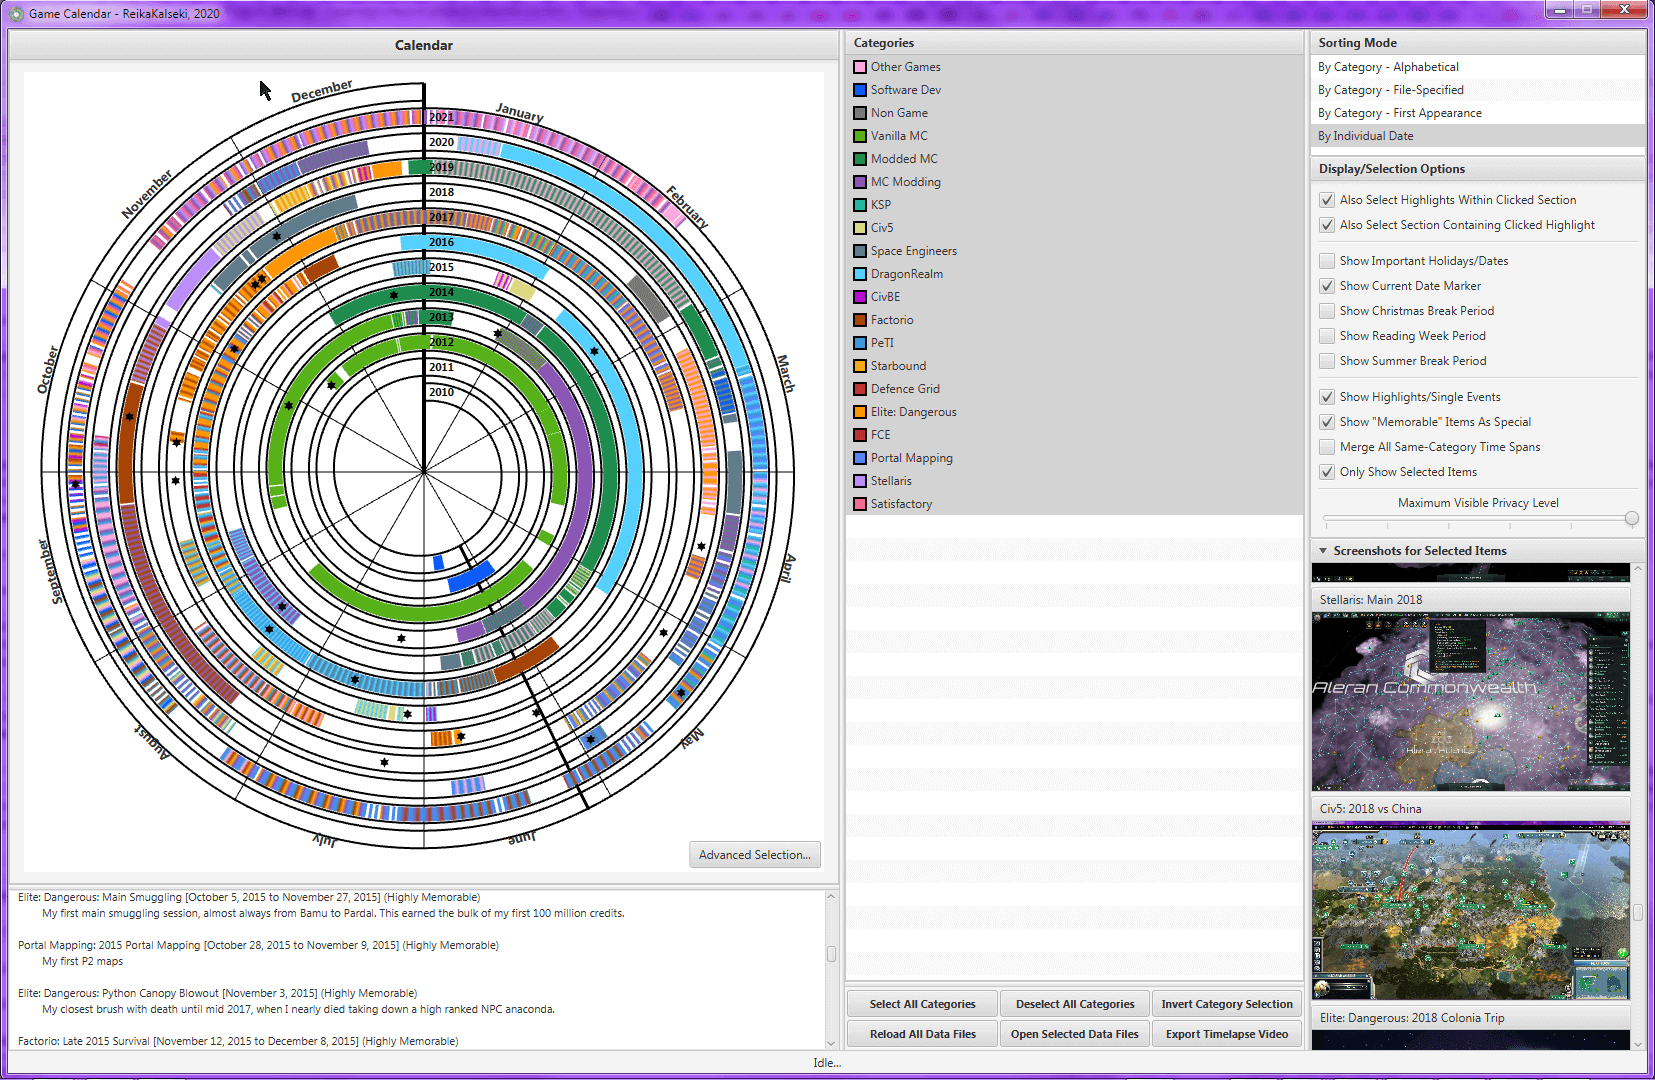 Game Calendar - ReikaKalseki, 2020
Calendar
December
January
February
March
April
May
June
July
August
September
October
November
2021
2020
2019
2018
2017
2016
2015
2014
2013
2012
2011
2010
Advanced Selection...
Elite: Dangerous: Main Smuggling [October 5, 2015 to November 27, 2015] (Highly Memorable)
My first main smuggling session, almost always from Bamu to Pardal. This earned the bulk of my first 100 million credits.
Portal Mapping: 2015 Portal Mapping [October 28, 2015 to November 9, 2015] (Highly Memorable)
My first P2 maps
Elite: Dangerous: Python Canopy Blowout [November 3, 2015] (Highly Memorable)
My closest brush with death until mid 2017, when I nearly died taking down a high ranked NPC anaconda.
Factorio: Late 2015 Survival [November 12, 2015 to December 8, 2015] (Highly Memorable)
Categories
Other Games
Software Dev
Non Game
Vanilla MC
Modded MC
MC Modding
KSP
Civ5
Space Engineers
DragonRealm
CivBE
Factorio
PeTI
Starbound
Defence Grid
Elite: Dangerous
FCE
Portal Mapping
Stellaris
Satisfactory
Select All Categories
Deselect All Categories
Invert Category Selection
Reload All Data Files
Open Selected Data Files
Export Timelapse Video
Sorting Mode
By Category - Alphabetical
By Category - File-Specified
By Category - First Appearance
By Individual Date
Display/Selection Options
Also Select Highlights Within Clicked Section
Also Select Section Containing Clicked Highlight
Show Important Holidays/Dates
Show Current Date Marker
Show Christmas Break Period
Show Reading Week Period
Show Summer Break Period
Show Highlights/Single Events
Show "Memorable" Items As Special
Merge All Same-Category Time Spans
Only Show Selected Items
Maximum Visible Privacy Level
Screenshots for Selected Items
Stellaris: Main 2018
Aleran Commonwealth
Civ5: 2018 vs China
Elite: Dangerous: 2018 Colonia Trip
Idle...